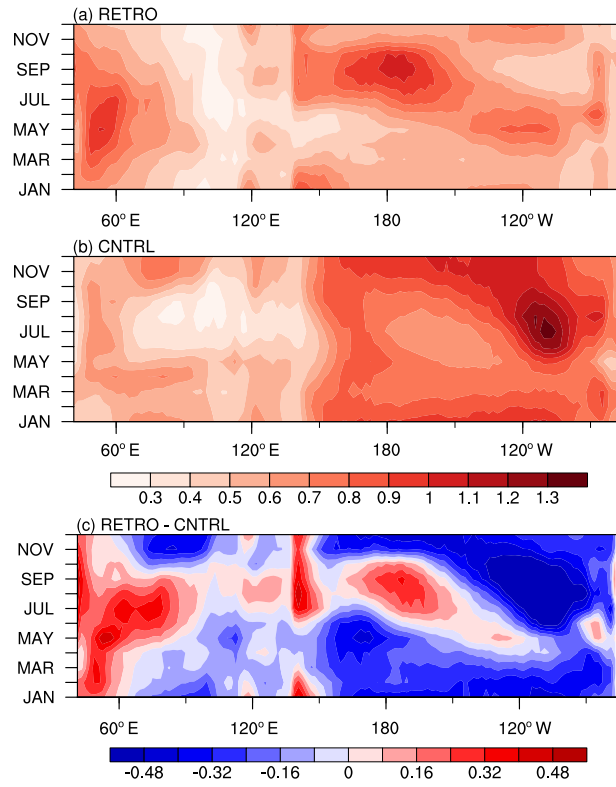 (a) RETRO
NOV
SEP
JUL
MAY
MAR
JAN
60° E 120° E 180 120° W
(b) CNTRL
NOV
SEP
JUL
MAY
MAR
JAN
60° E 120° E 180 120° W
0.3 0.4 0.5 0.6 0.7 0.8 0.9 1 1.1 1.2 1.3
(c) RETRO - CNTRL
NOV
SEP
JUL
MAY
MAR
JAN
60° E 120° E 180 120° W
-0.48 -0.32 -0.16 0 0.16 0.32 0.48